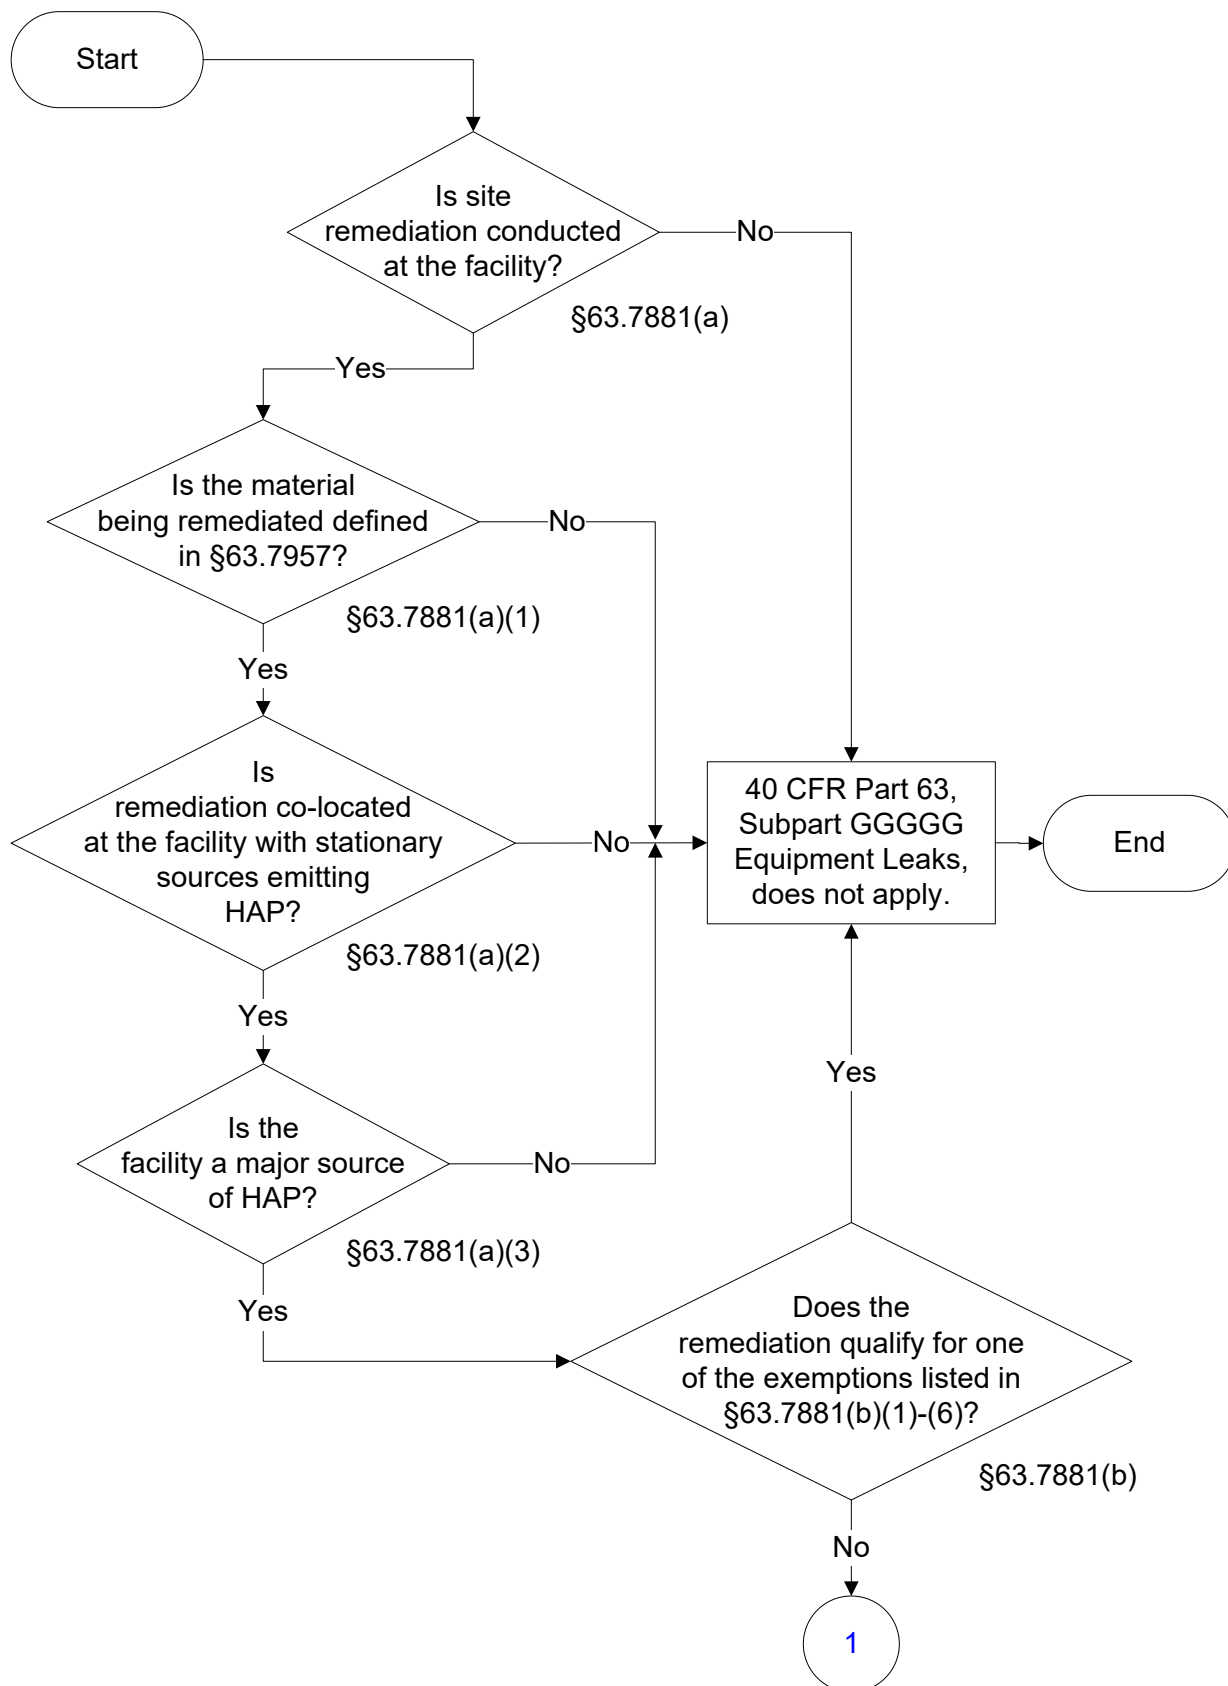 Start
Is site
remediation conducted
at the facility?
No
§63.7881(a)
Yes
Is the material
being remediated defined
in §63.7957?
No
§63.7881(a)(1)
Yes
Is
remediation co-located
at the facility with stationary
sources emitting
HAP?
No
§63.7881(a)(2)
40 CFR Part 63,
Subpart GGGGG
Equipment Leaks,
does not apply.
End
Yes
Is the
facility a major source
of HAP?
No
§63.7881(a)(3)
Yes
Yes
Does the
remediation qualify for one
of the exemptions listed in
§63.7881(b)(1)-(6)?
§63.7881(b)
No
1